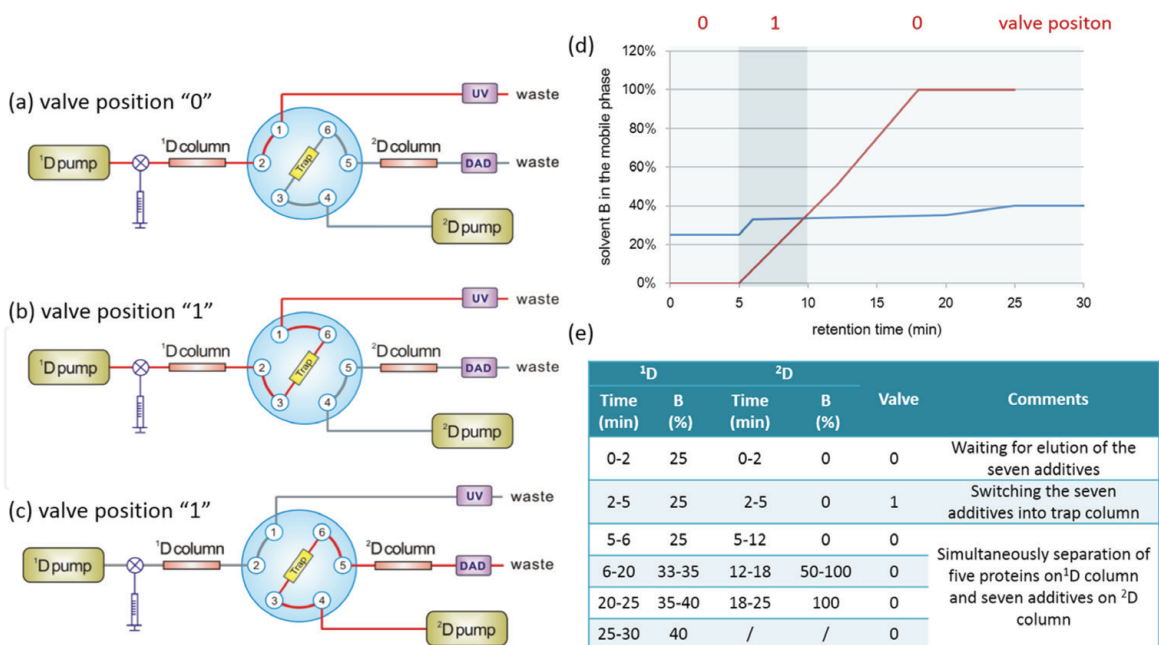 (a) valve position “0”
UV
waste
1
6
¹D pump
¹D column
2
Trap
5
²D column
DAD
waste
3
4
²D pump
(b) valve position “1”
UV
waste
1
6
¹D pump
¹D column
2
Trap
5
²D column
DAD
waste
3
4
²D pump
(c) valve position “1”
UV
waste
1
6
¹D pump
¹D column
2
Trap
5
²D column
DAD
waste
3
4
²D pump
0 1 0 valve positon
(d)
120%
100%
80%
60%
40%
20%
0%
solvent B in the mobile phase
0 5 10 15 20 25 30
retention time (min)
(e)
¹D ²D Valve Comments
Time (min) B (%) Time (min) B (%)
0-2 25 0-2 0 0 Waiting for elution of the
seven additives
2-5 25 2-5 0 1 Switching the seven
additives into trap column
5-6 25 5-12 0 0
6-20 33-35 12-18 50-100 0
20-25 35-40 18-25 100 0
25-30 40 / / 0
Simultaneously separation of
five proteins on¹D column
and seven additives on ²D
column